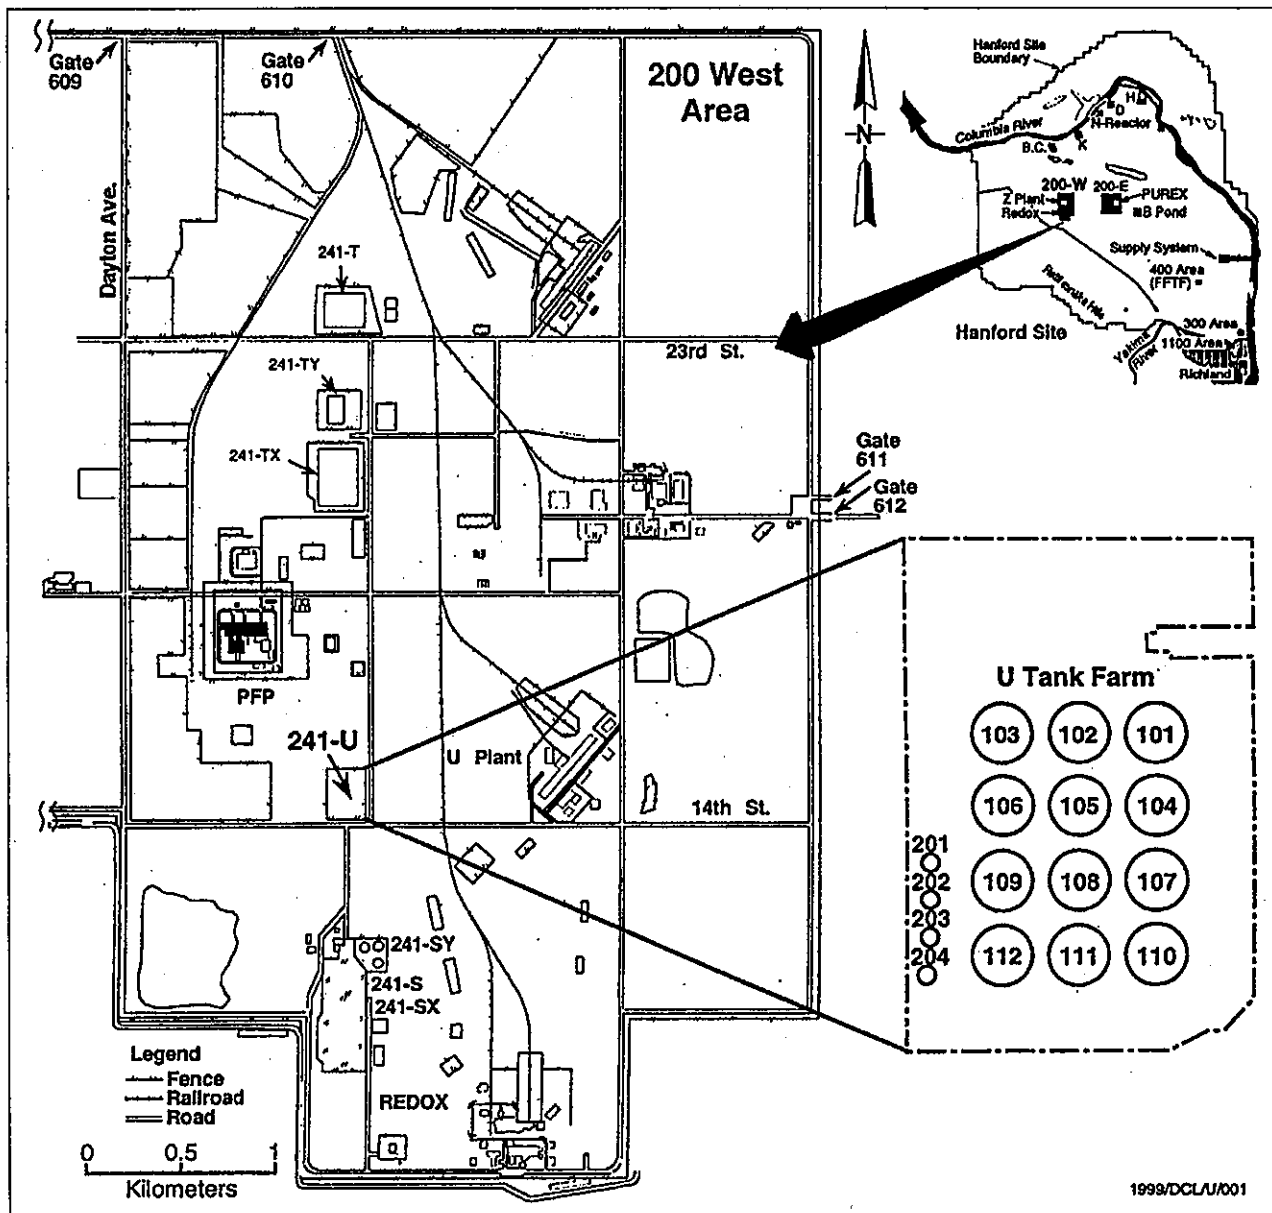 Gate
609
Gate
610
200 West
Area
Dayton Ave.
241-T
23rd St.
241-TY
241-TX
Gate
611
Gate
612
PFP
241-U
U Plant
14th St.
241-SY
241-S
241-SX
REDOX
Legend
Fence
Railroad
Road
0 0.5 1
Kilometers
N
Hanford Site
Boundary
Columbia River
H
D
N-Reactor
K
B.C.
200-W
200-E
Z Plant
Redox
PUREX
B Pond
Supply System
400 Area
(FFTF)
Rattlesnake Hills
Hanford Site
300 Area
1100 Area
Yakima
River
Richland
U Tank Farm
103 102 101
106 105 104
201
202
109 108 107
203
204
112 111 110
1999/DCL/U/001